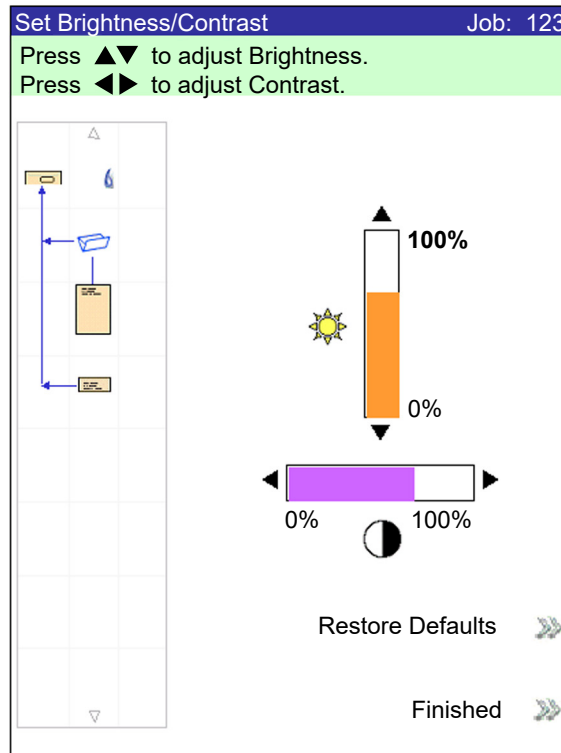 Set Brightness/Contrast Job: 123
Press ▲▼ to adjust Brightness.
Press ◀▶ to adjust Contrast.
100%
0%
0% 100%
Restore Defaults
Finished